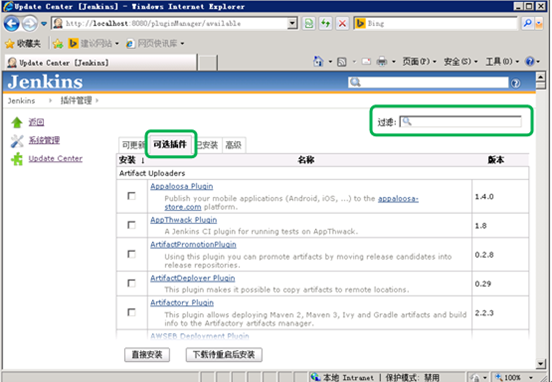 Update Center [Jenkins] - Windows Internet Explorer
http://localhost:8080/pluginManager/available
Bing
收藏夹 建议网站 网页快讯库
Update Center [Jenkins]
页面(P) 安全(S) 工具(O)
Jenkins
Jenkins 插件管理
返回
系统管理
Update Center
过滤:
可更新 可选插件 已安装 高级
安装 ↓ 名称 版本
Artifact Uploaders
Appaloosa Plugin
Publish your mobile applications (Android, iOS, ...) to the appaloosa-
store.com platform.
1.4.0
AppThwack Plugin
A Jenkins CI plugin for running tests on AppThwack.
1.8
ArtifactPromotionPlugin
Using this plugin you can promote artifacts by moving release candidates into
release repositories.
0.2.8
ArtifactDeployer Plugin
This plugin makes it possible to copy artifacts to remote locations.
0.29
Artifactory Plugin
This plugin allows deploying Maven 2, Maven 3, Ivy and Gradle artifacts and build
info to the Artifactory artifacts manager.
2.2.3
AWSEB Deployment Plugin
直接安装 下载待重启后安装
本地 Intranet | 保护模式: 禁用
100%